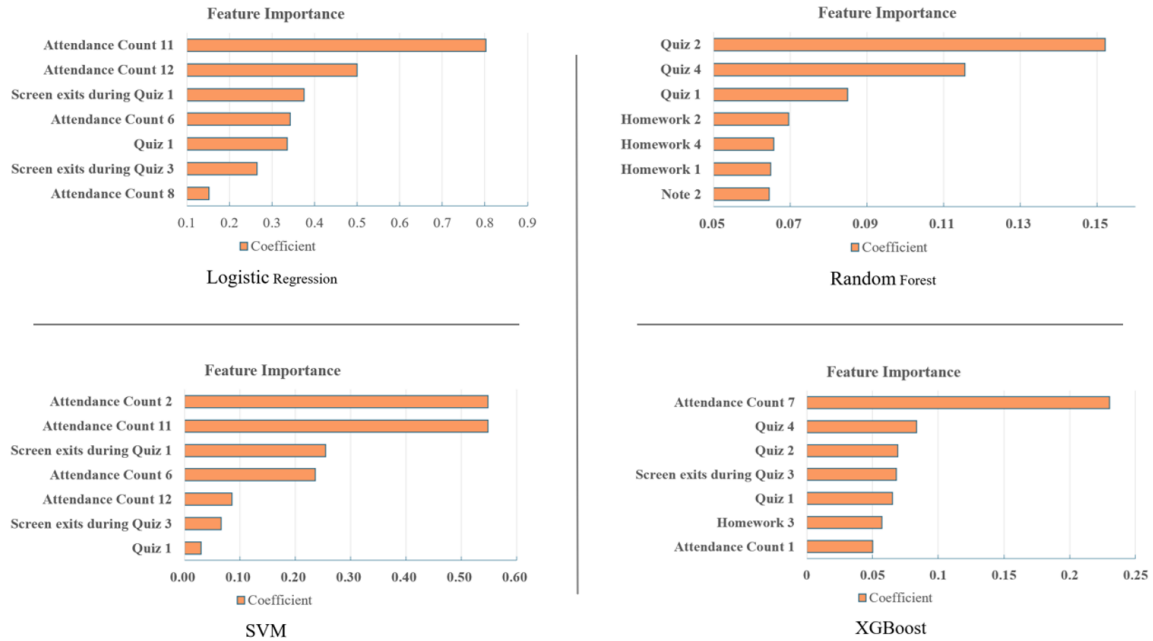 Feature Importance
Attendance Count 11
Attendance Count 12
Screen exits during Quiz 1
Attendance Count 6
Quiz 1
Screen exits during Quiz 3
Attendance Count 8
0.1 0.2 0.3 0.4 0.5 0.6 0.7 0.8 0.9
Coefficient
Logistic Regression
Feature Importance
Quiz 2
Quiz 4
Quiz 1
Homework 2
Homework 4
Homework 1
Note 2
0.05 0.07 0.09 0.11 0.13 0.15
Coefficient
Random Forest
Feature Importance
Attendance Count 2
Attendance Count 11
Screen exits during Quiz 1
Attendance Count 6
Attendance Count 12
Screen exits during Quiz 3
Quiz 1
0.00 0.10 0.20 0.30 0.40 0.50 0.60
Coefficient
SVM
Feature Importance
Attendance Count 7
Quiz 4
Quiz 2
Screen exits during Quiz 3
Quiz 1
Homework 3
Attendance Count 1
0 0.05 0.1 0.15 0.2 0.25
Coefficient
XGBoost